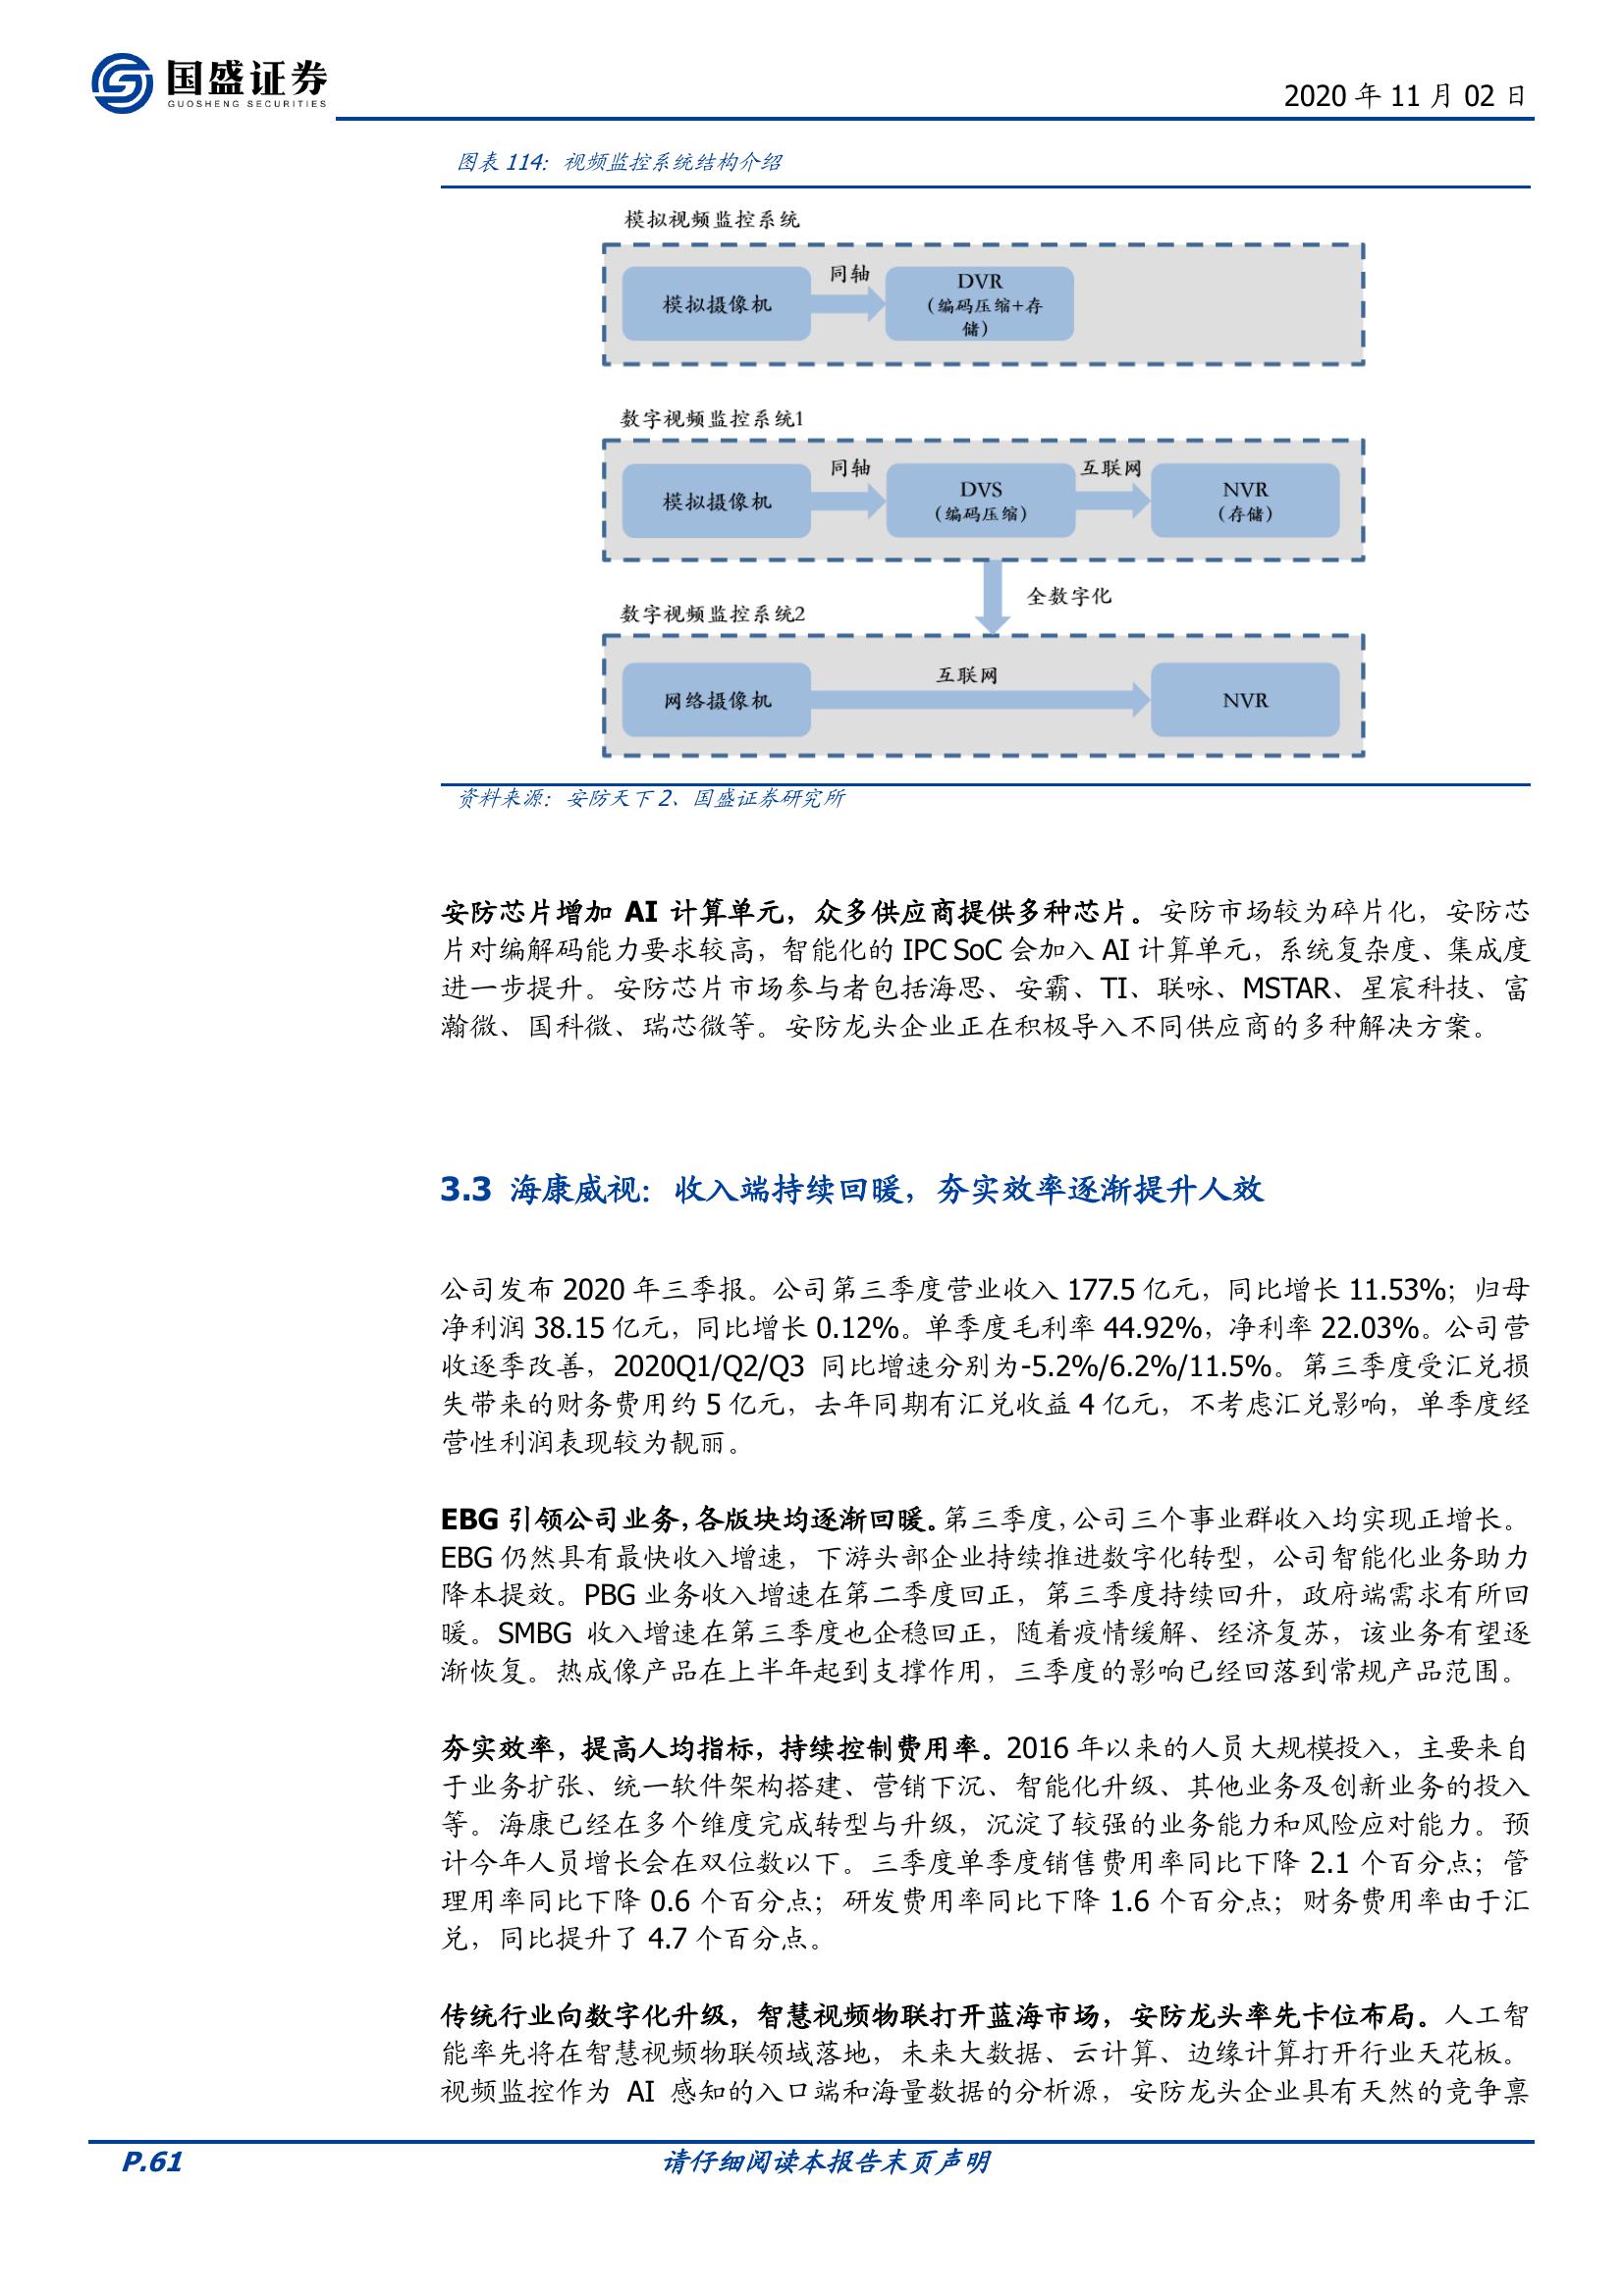 国盛证券
GUOSHENG SECURITIES
2020 年 11 月 02 日
图表 114：视频监控系统结构介绍
模拟视频监控系统
模拟摄像机
同轴
DVR
（编码压缩+存
储）
数字视频监控系统1
模拟摄像机
同轴
DVS
（编码压缩）
互联网
NVR
（存储）
全数字化
数字视频监控系统2
网络摄像机
互联网
NVR
资料来源：安防天下 2、国盛证券研究所
安防芯片增加 AI 计算单元，众多供应商提供多种芯片。安防市场较为碎片化，安防芯
片对编解码能力要求较高，智能化的 IPC SoC 会加入 AI 计算单元，系统复杂度、集成度
进一步提升。安防芯片市场参与者包括海思、安霸、TI、联咏、MSTAR、星宸科技、富
瀚微、国科微、瑞芯微等。安防龙头企业正在积极导入不同供应商的多种解决方案。
3.3 海康威视：收入端持续回暖，夯实效率逐渐提升人效
公司发布 2020 年三季报。公司第三季度营业收入 177.5 亿元，同比增长 11.53%；归母
净利润 38.15 亿元，同比增长 0.12%。单季度毛利率 44.92%，净利率 22.03%。公司营
收逐季改善，2020Q1/Q2/Q3 同比增速分别为-5.2%/6.2%/11.5%。第三季度受汇兑损
失带来的财务费用约 5 亿元，去年同期有汇兑收益 4 亿元，不考虑汇兑影响，单季度经
营性利润表现较为靓丽。
EBG 引领公司业务，各版块均逐渐回暖。第三季度，公司三个事业群收入均实现正增长。
EBG 仍然具有最快收入增速，下游头部企业持续推进数字化转型，公司智能化业务助力
降本提效。PBG 业务收入增速在第二季度回正，第三季度持续回升，政府端需求有所回
暖。SMBG 收入增速在第三季度也企稳回正，随着疫情缓解、经济复苏，该业务有望逐
渐恢复。热成像产品在上半年起到支撑作用，三季度的影响已经回落到常规产品范围。
夯实效率，提高人均指标，持续控制费用率。2016 年以来的人员大规模投入，主要来自
于业务扩张、统一软件架构搭建、营销下沉、智能化升级、其他业务及创新业务的投入
等。海康已经在多个维度完成转型与升级，沉淀了较强的业务能力和风险应对能力。预
计今年人员增长会在双位数以下。三季度单季度销售费用率同比下降 2.1 个百分点；管
理用率同比下降 0.6 个百分点；研发费用率同比下降 1.6 个百分点；财务费用率由于汇
兑，同比提升了 4.7 个百分点。
传统行业向数字化升级，智慧视频物联打开蓝海市场，安防龙头率先卡位布局。人工智
能率先将在智慧视频物联领域落地，未来大数据、云计算、边缘计算打开行业天花板。
视频监控作为 AI 感知的入口端和海量数据的分析源，安防龙头企业具有天然的竞争禀
P.61
请仔细阅读本报告末页声明